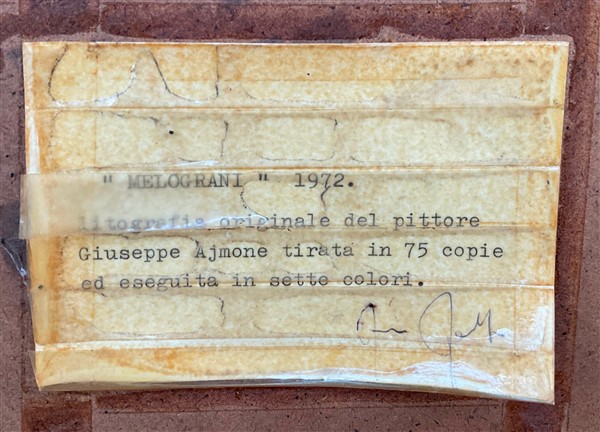 " MELOGRANI " 1972.
litografia originale del pittore
Giuseppe Ajmone tirata in 75 copie
ed eseguita in sette colori.